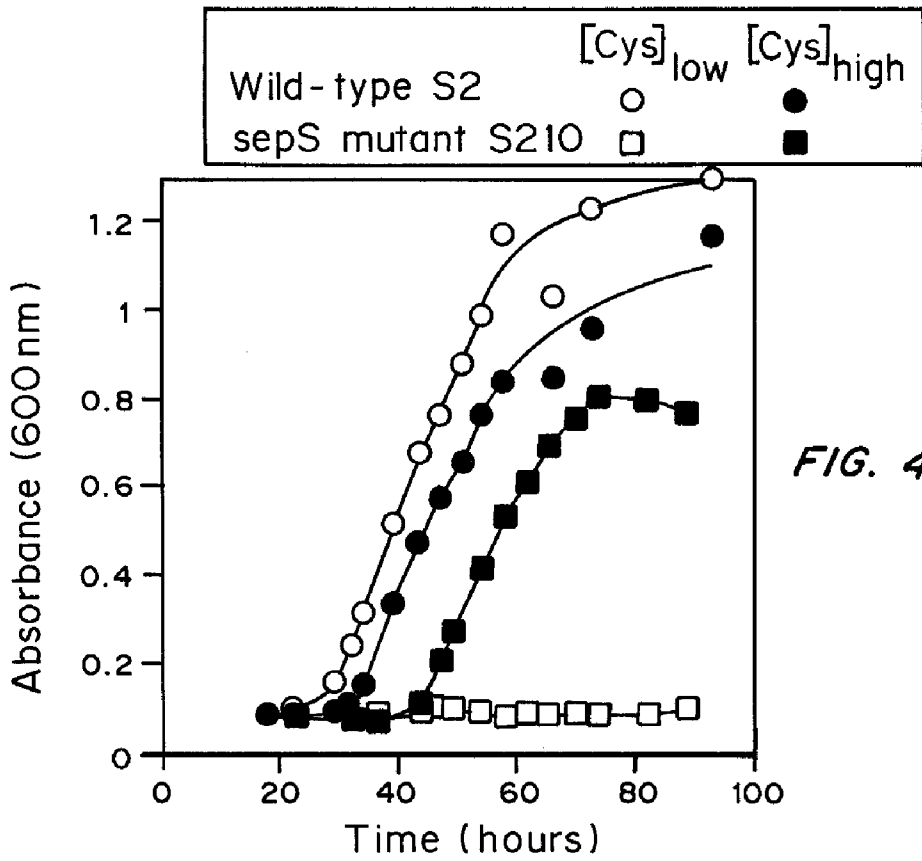 [Cys]low [Cys]high
Wild-type S2
sepS mutant S210
1.2
1
0.8
0.6
0.4
0.2
0
Absorbance (600nm)
0 20 40 60 80 100
Time (hours)
FIG. 4